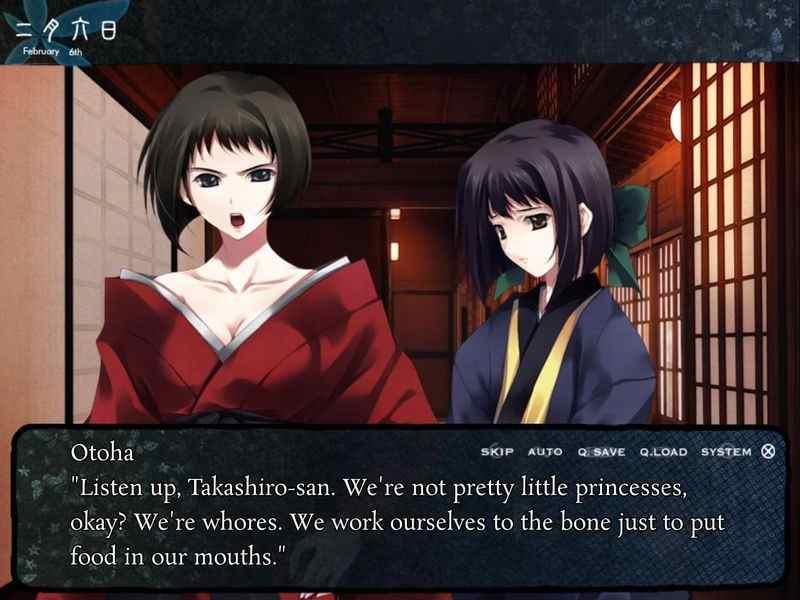 二月六日
February 6th
Otoha
SKIP AUTO Q.SAVE Q.LOAD SYSTEM
"Listen up, Takashiro-san. We're not pretty little princesses,
okay? We're whores. We work ourselves to the bone just to put
food in our mouths."